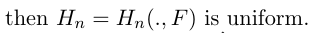 then $H_n = H_n(., F)$ is uniform.